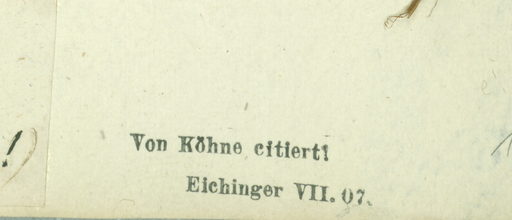 !)
Von Köhne citiert!
Eichinger VII. 07.